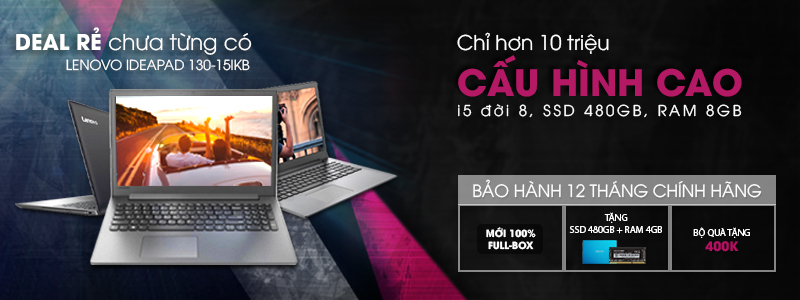 DEAL RẺ chưa từng có
LENOVO IDEAPAD 130-15IKB
Lenovo
Chỉ hơn 10 triệu
CẤU HÌNH CAO
i5 đời 8, SSD 480GB, RAM 8GB
BẢO HÀNH 12 THÁNG CHÍNH HÃNG
MỚI 100%
FULL-BOX
TẶNG
SSD 480GB + RAM 4GB
BỘ QUÀ TẶNG
400K